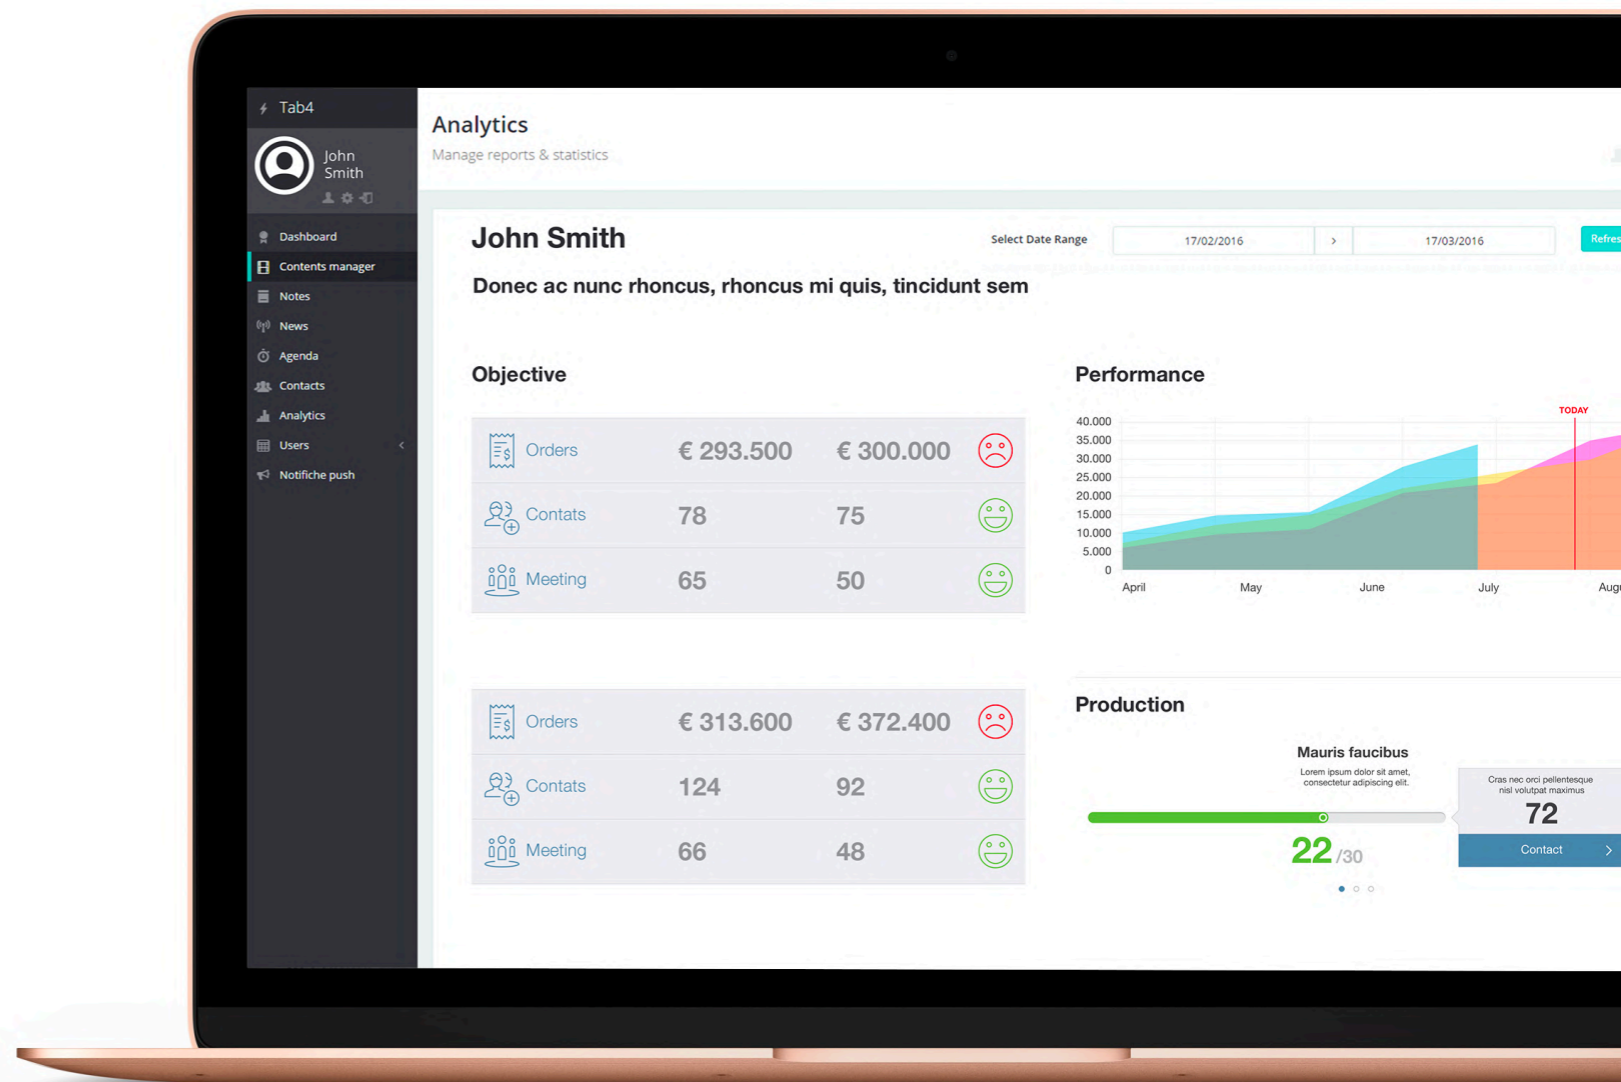 Tab4
John
Smith
Dashboard
Contents manager
Notes
News
Agenda
Contacts
Analytics
Users
Notifiche push
Analytics
Manage reports & statistics
John Smith
Select Date Range
17/02/2016
17/03/2016
Refres
Donec ac nunc rhoncus, rhoncus mi quis, tincidunt sem
Objective
Orders € 293.500 € 300.000
Contats 78 75
Meeting 65 50
Orders € 313.600 € 372.400
Contats 124 92
Meeting 66 48
Performance
TODAY
40.000
35.000
30.000
25.000
20.000
15.000
10.000
5.000
0
April May June July Augu
Production
Mauris faucibus
Lorem ipsum dolor sit amet,
consectetur adipiscing elit.
22 /30
Cras nec orci pellentesque
nisl volutpat maximus
72
Contact